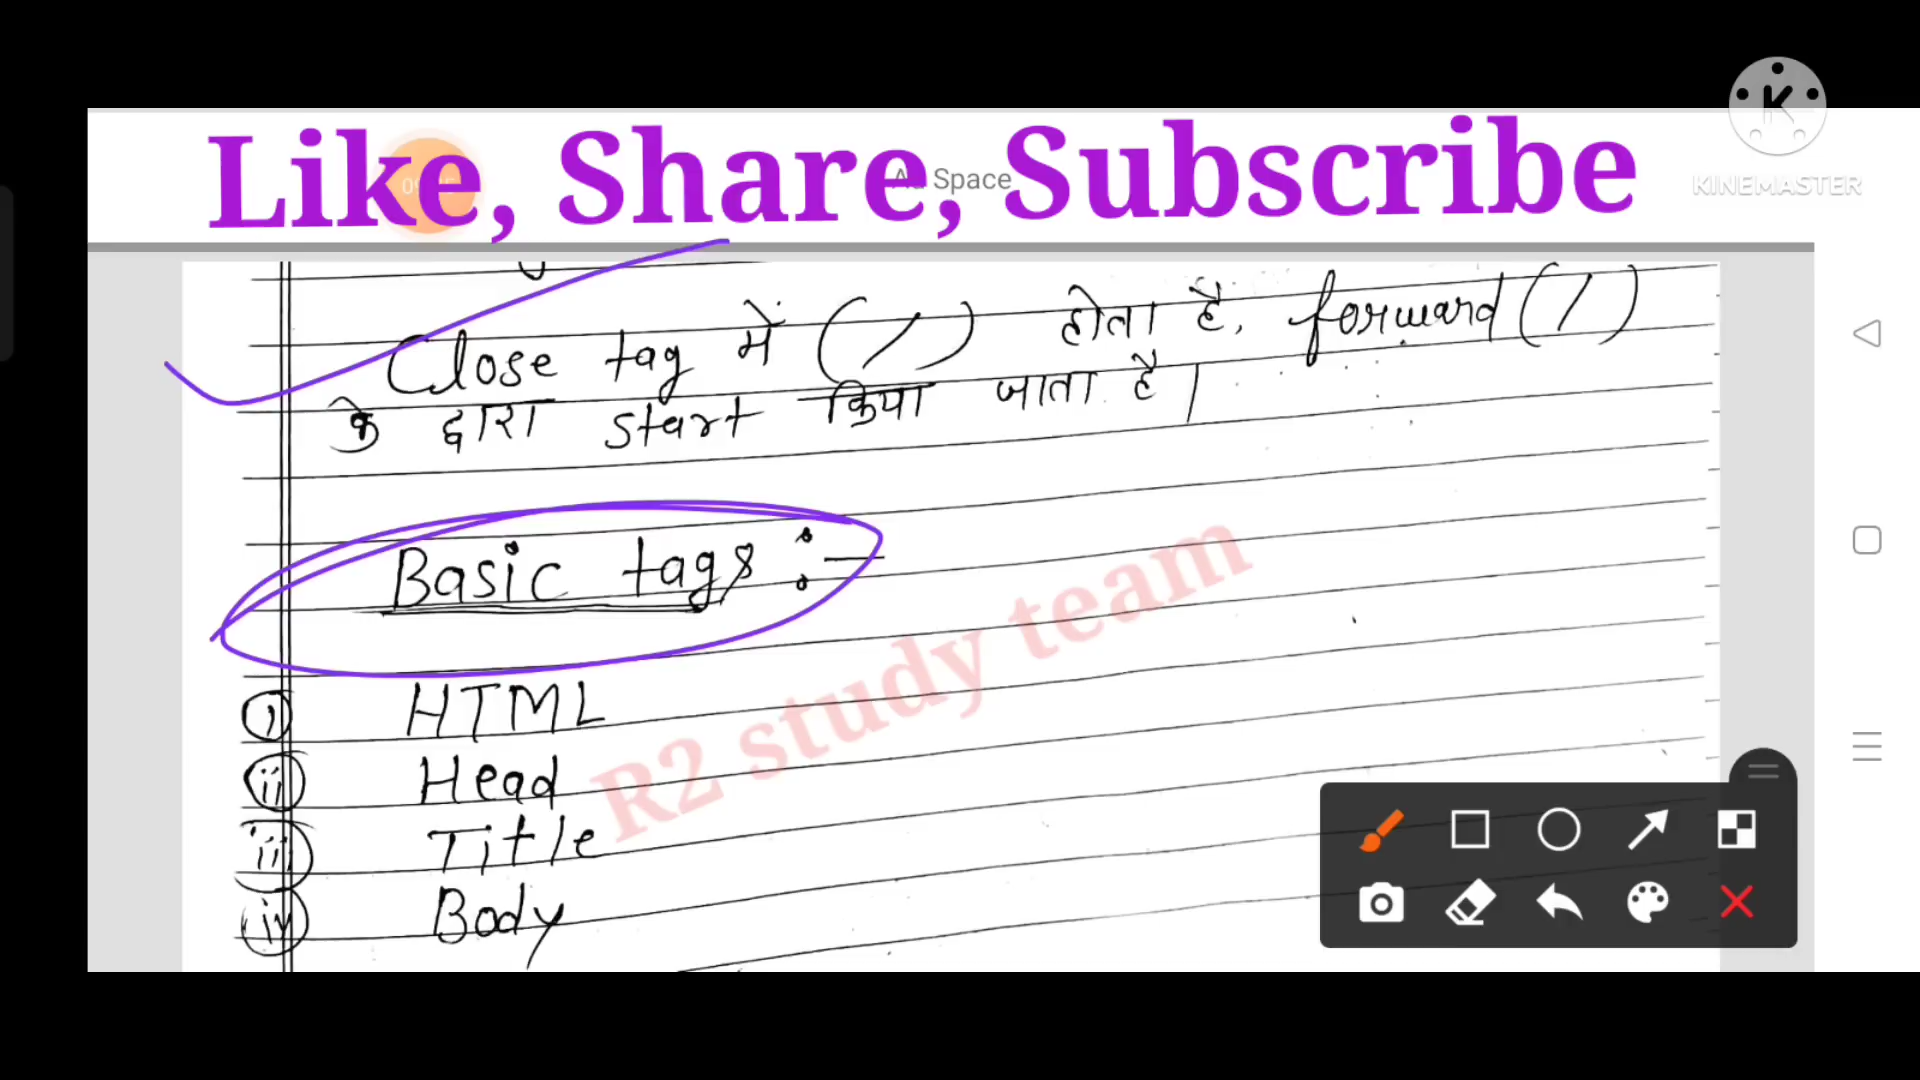 Like, Share, Subscribe
Space
KINEMASTER
Close tag में (/) होता है, forward (/)
के द्वारा start किया जाता है।
Basic tags :-
i) HTML
ii) Head
iii) Title
iv) Body
R2 study team